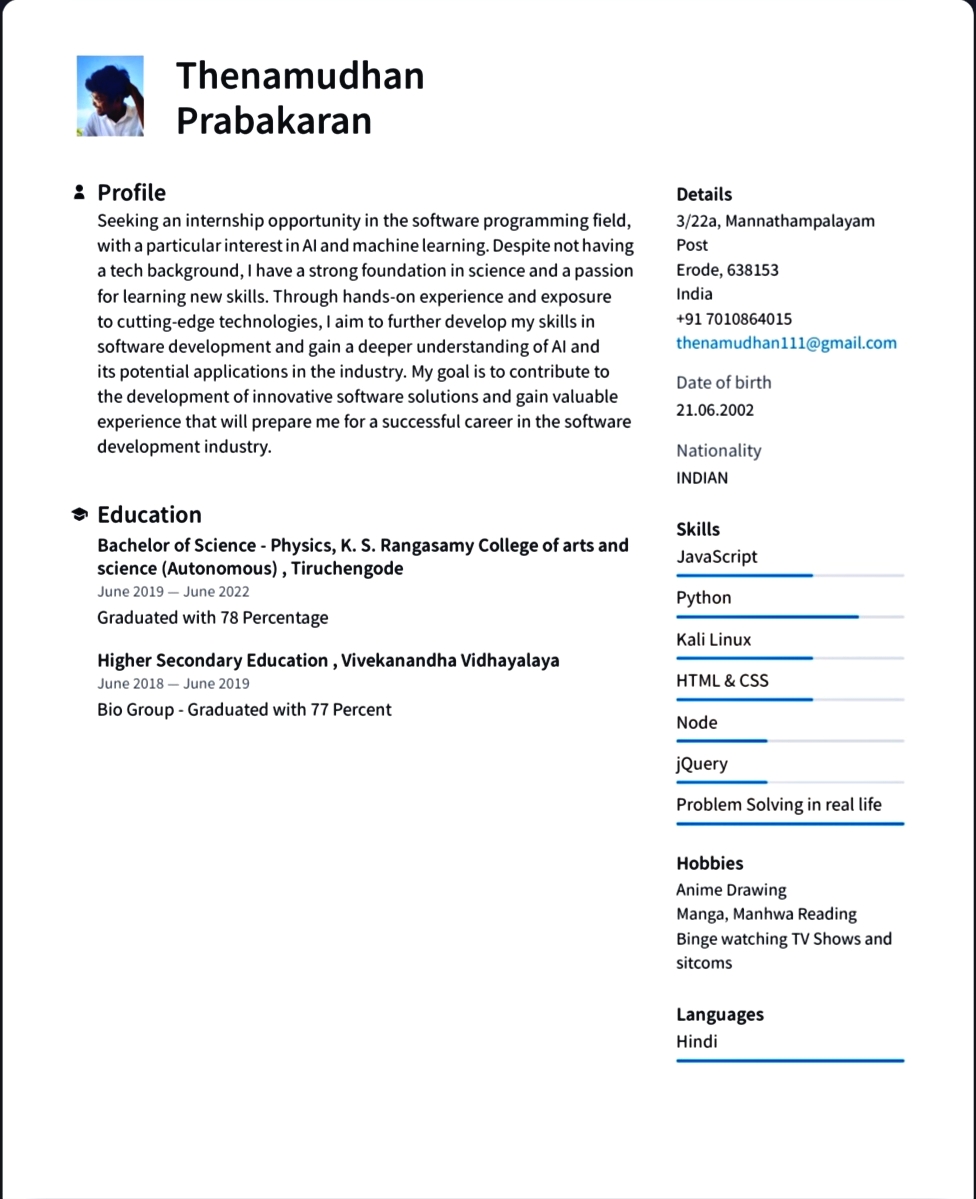 Thenamudhan
Prabakaran
Profile
Seeking an internship opportunity in the software programming field,
with a particular interest in AI and machine learning. Despite not having
a tech background, I have a strong foundation in science and a passion
for learning new skills. Through hands-on experience and exposure
to cutting-edge technologies, I aim to further develop my skills in
software development and gain a deeper understanding of AI and
its potential applications in the industry. My goal is to contribute to
the development of innovative software solutions and gain valuable
experience that will prepare me for a successful career in the software
development industry.
Education
Bachelor of Science - Physics, K. S. Rangasamy College of arts and
science (Autonomous) , Tiruchengode
June 2019 — June 2022
Graduated with 78 Percentage
Higher Secondary Education , Vivekanandha Vidhayalaya
June 2018 — June 2019
Bio Group - Graduated with 77 Percent
Details
3/22a, Mannathampalayam
Post
Erode, 638153
India
+91 7010864015
thenamudhan111@gmail.com
Date of birth
21.06.2002
Nationality
INDIAN
Skills
JavaScript
Python
Kali Linux
HTML & CSS
Node
jQuery
Problem Solving in real life
Hobbies
Anime Drawing
Manga, Manhwa Reading
Binge watching TV Shows and
sitcoms
Languages
Hindi